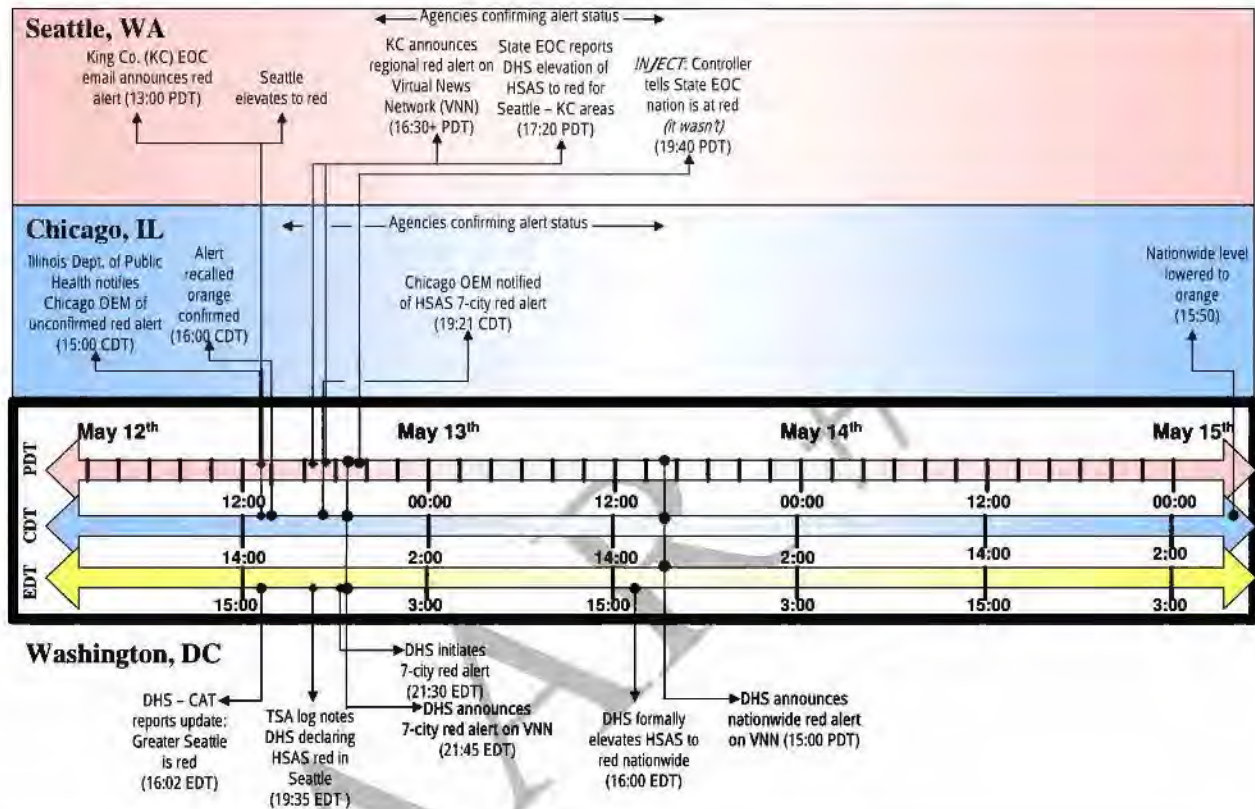 Agencies confirming alert status
Seattle, WA
King Co. (KC) EOC
email announces red
alert (13:00 PDT)
Seattle
elevates to red
KC announces
regional red alert on
Virtual News
Network (VNN)
(16:30+ PDT)
State EOC reports
DHS elevation of
HSAS to red for
Seattle – KC areas
(17:20 PDT)
INJECT: Controller
tells State EOC
nation is at red
(it wasn't)
(19:40 PDT)
Agencies confirming alert status
Chicago, IL
Illinois Dept. of Public
Health notifies
Chicago OEM of
unconfirmed red alert
(15:00 CDT)
Alert
recalled
orange
confirmed
(16:00 CDT)
Chicago OEM notified
of HSAS 7-city red alert
(19:21 CDT)
Nationwide level
lowered to
orange
(15:50)
May 12th May 13th May 14th May 15th
PDT
12:00 00:00 12:00 00:00 12:00 00:00
CDT
14:00 2:00 14:00 2:00 14:00 2:00
EDT
15:00 3:00 15:00 3:00 15:00 3:00
Washington, DC
DHS – CAT
reports update:
Greater Seattle
is red
(16:02 EDT)
TSA log notes
DHS declaring
HSAS red in
Seattle
(19:35 EDT )
DHS initiates
7-city red alert
(21:30 EDT)
DHS announces
7-city red alert on VNN
(21:45 EDT)
DHS formally
elevates HSAS to
red nationwide
(16:00 EDT)
DHS announces
nationwide red alert
on VNN (15:00 PDT)